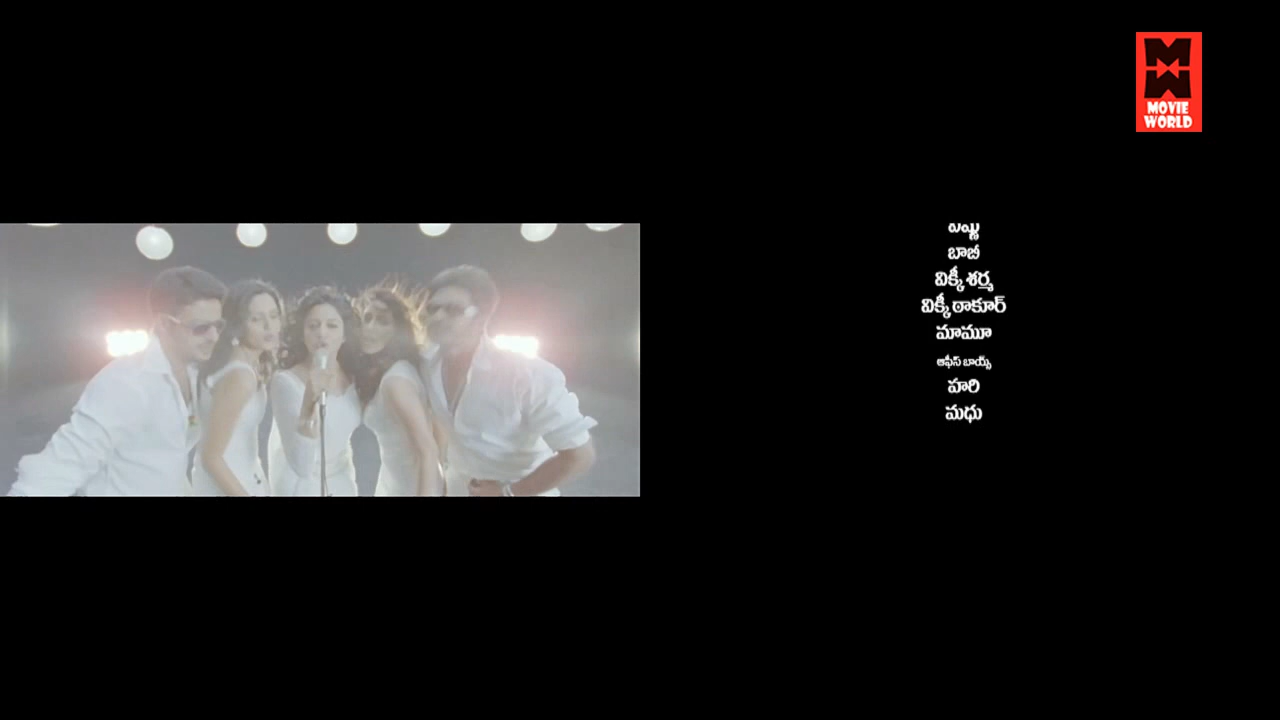 MOVIE
WORLD
బాబీ
విక్కీ శర్మ
విక్కీ ఠాకూర్
మామూ
ఆఫీస్ బాయ్స్
హరి
మధు